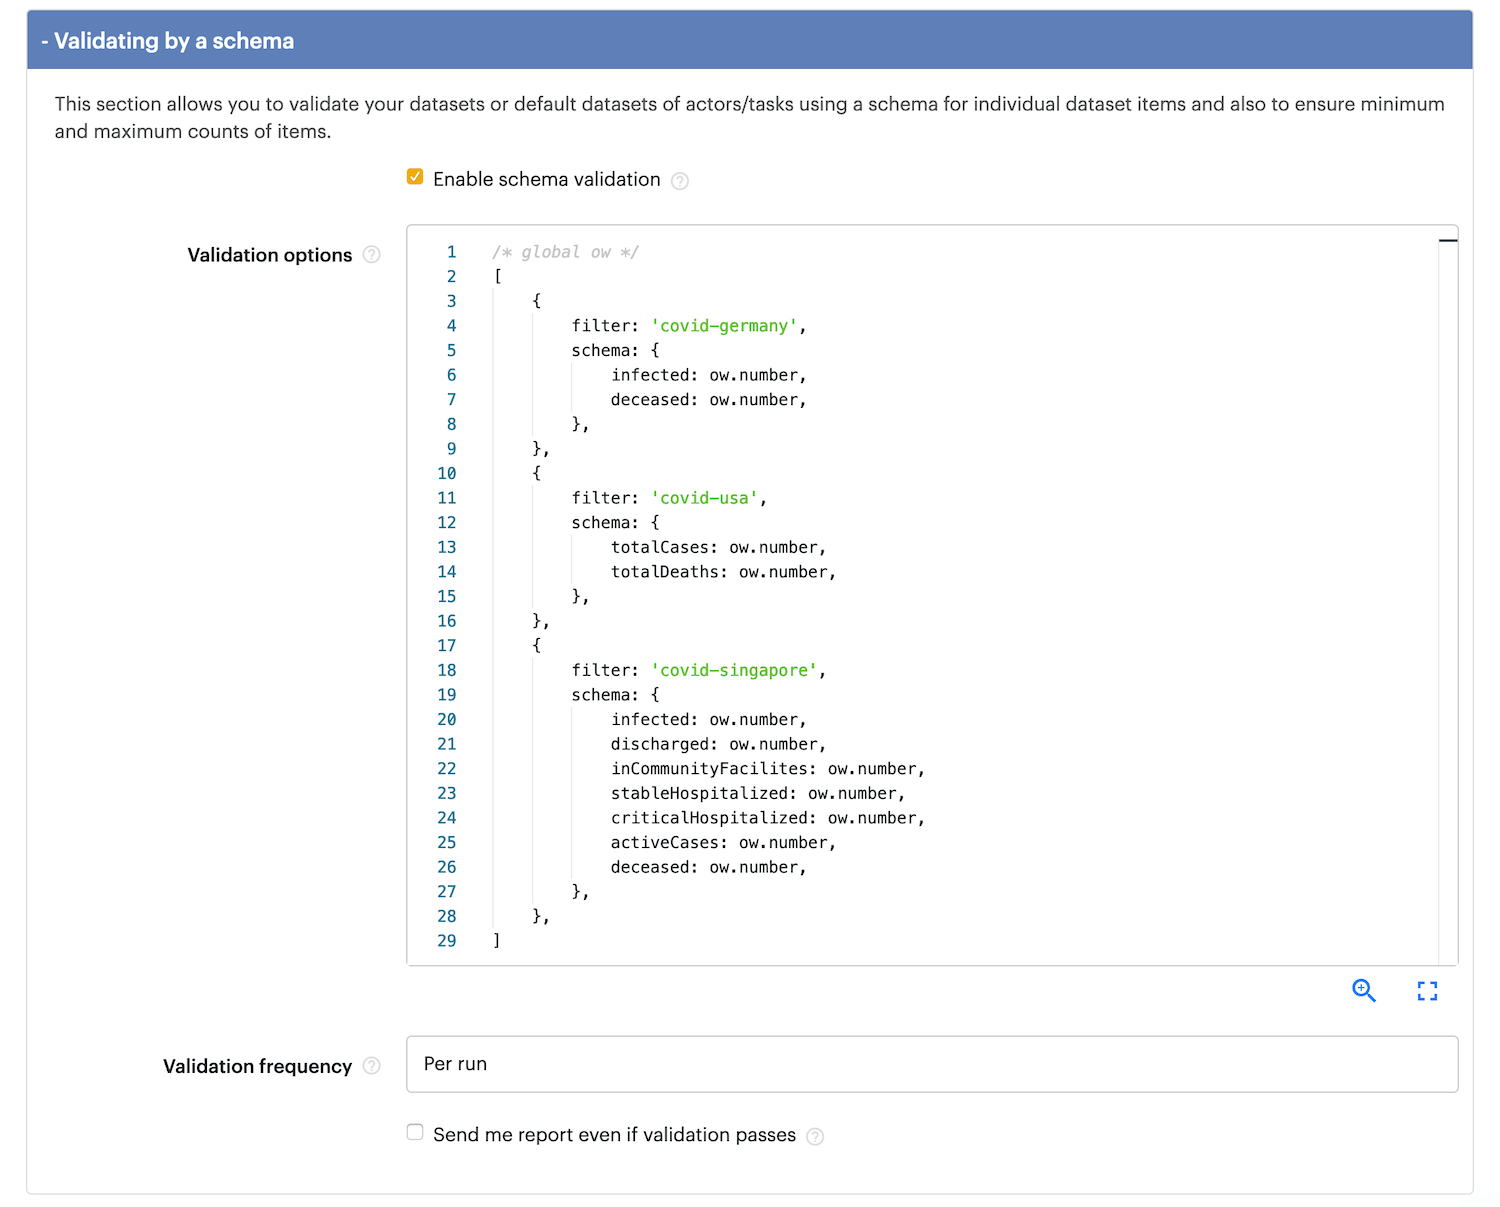 - Validating by a schema
This section allows you to validate your datasets or default datasets of actors/tasks using a schema for individual dataset items and also to ensure minimum
and maximum counts of items.
Enable schema validation ?
Validation options ?
1 /* global ow */
2 [
3 {
4 filter: 'covid-germany',
5 schema: {
6 infected: ow.number,
7 deceased: ow.number,
8 },
9 },
10 {
11 filter: 'covid-usa',
12 schema: {
13 totalCases: ow.number,
14 totalDeaths: ow.number,
15 },
16 },
17 {
18 filter: 'covid-singapore',
19 schema: {
20 infected: ow.number,
21 discharged: ow.number,
22 inCommunityFacilites: ow.number,
23 stableHospitalized: ow.number,
24 criticalHospitalized: ow.number,
25 activeCases: ow.number,
26 deceased: ow.number,
27 },
28 },
29 ]
Validation frequency ?
Per run
Send me report even if validation passes ?